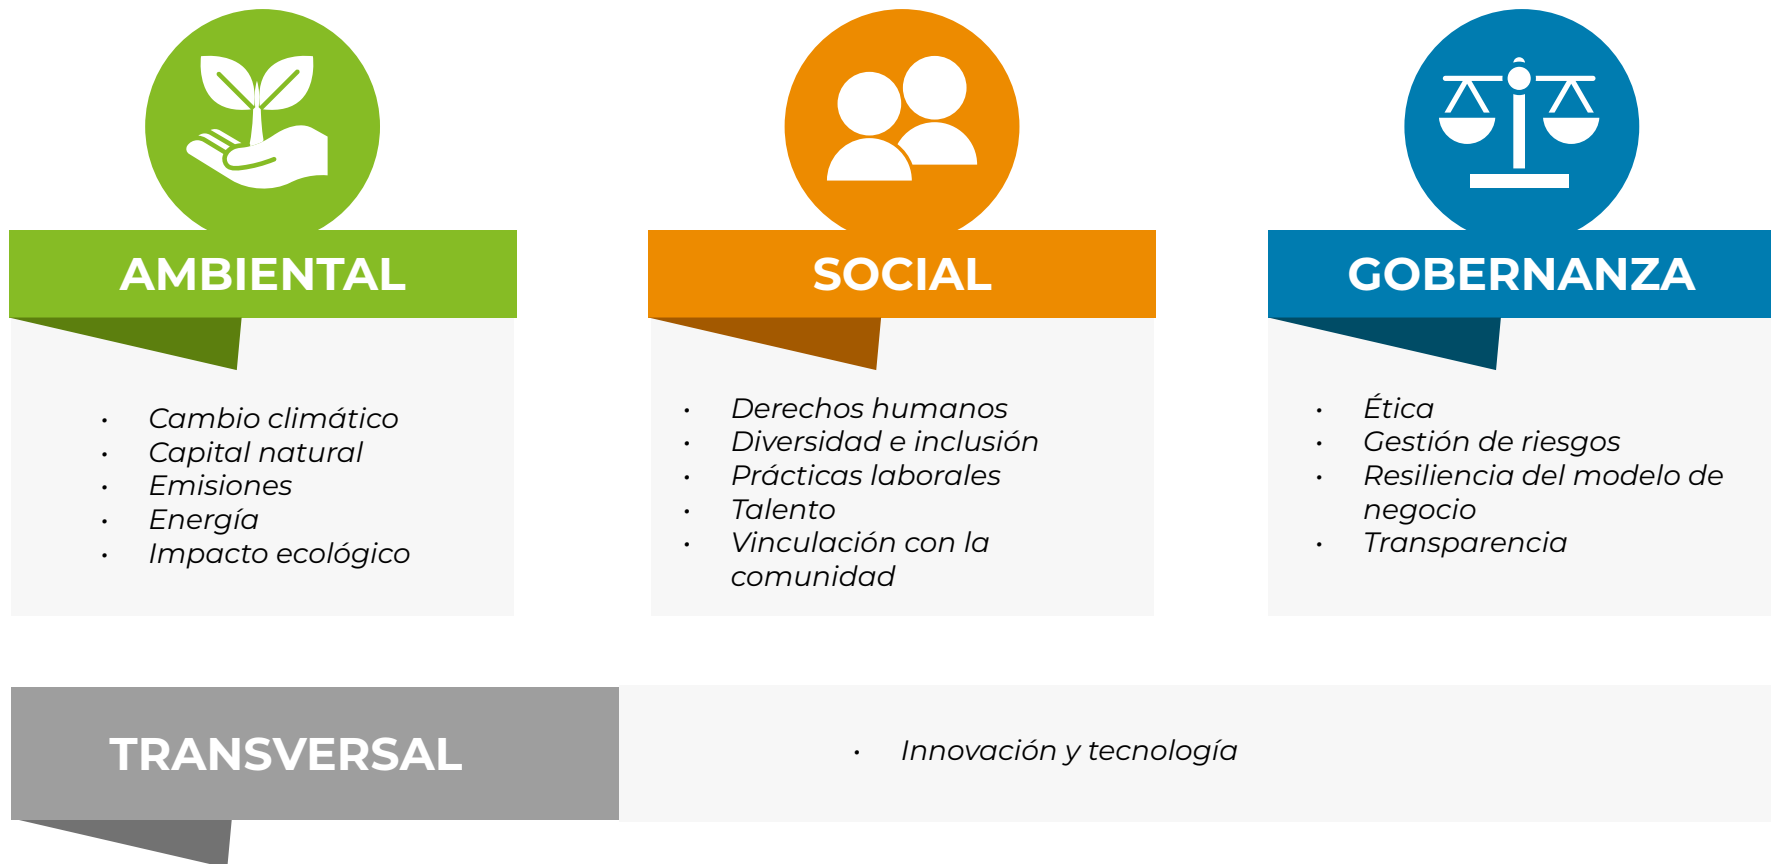 AMBIENTAL
• Cambio climático
• Capital natural
• Emisiones
• Energía
• Impacto ecológico
SOCIAL
• Derechos humanos
• Diversidad e inclusión
• Prácticas laborales
• Talento
• Vinculación con la
comunidad
GOBERNANZA
• Ética
• Gestión de riesgos
• Resiliencia del modelo de
negocio
• Transparencia
TRANSVERSAL
• Innovación y tecnología